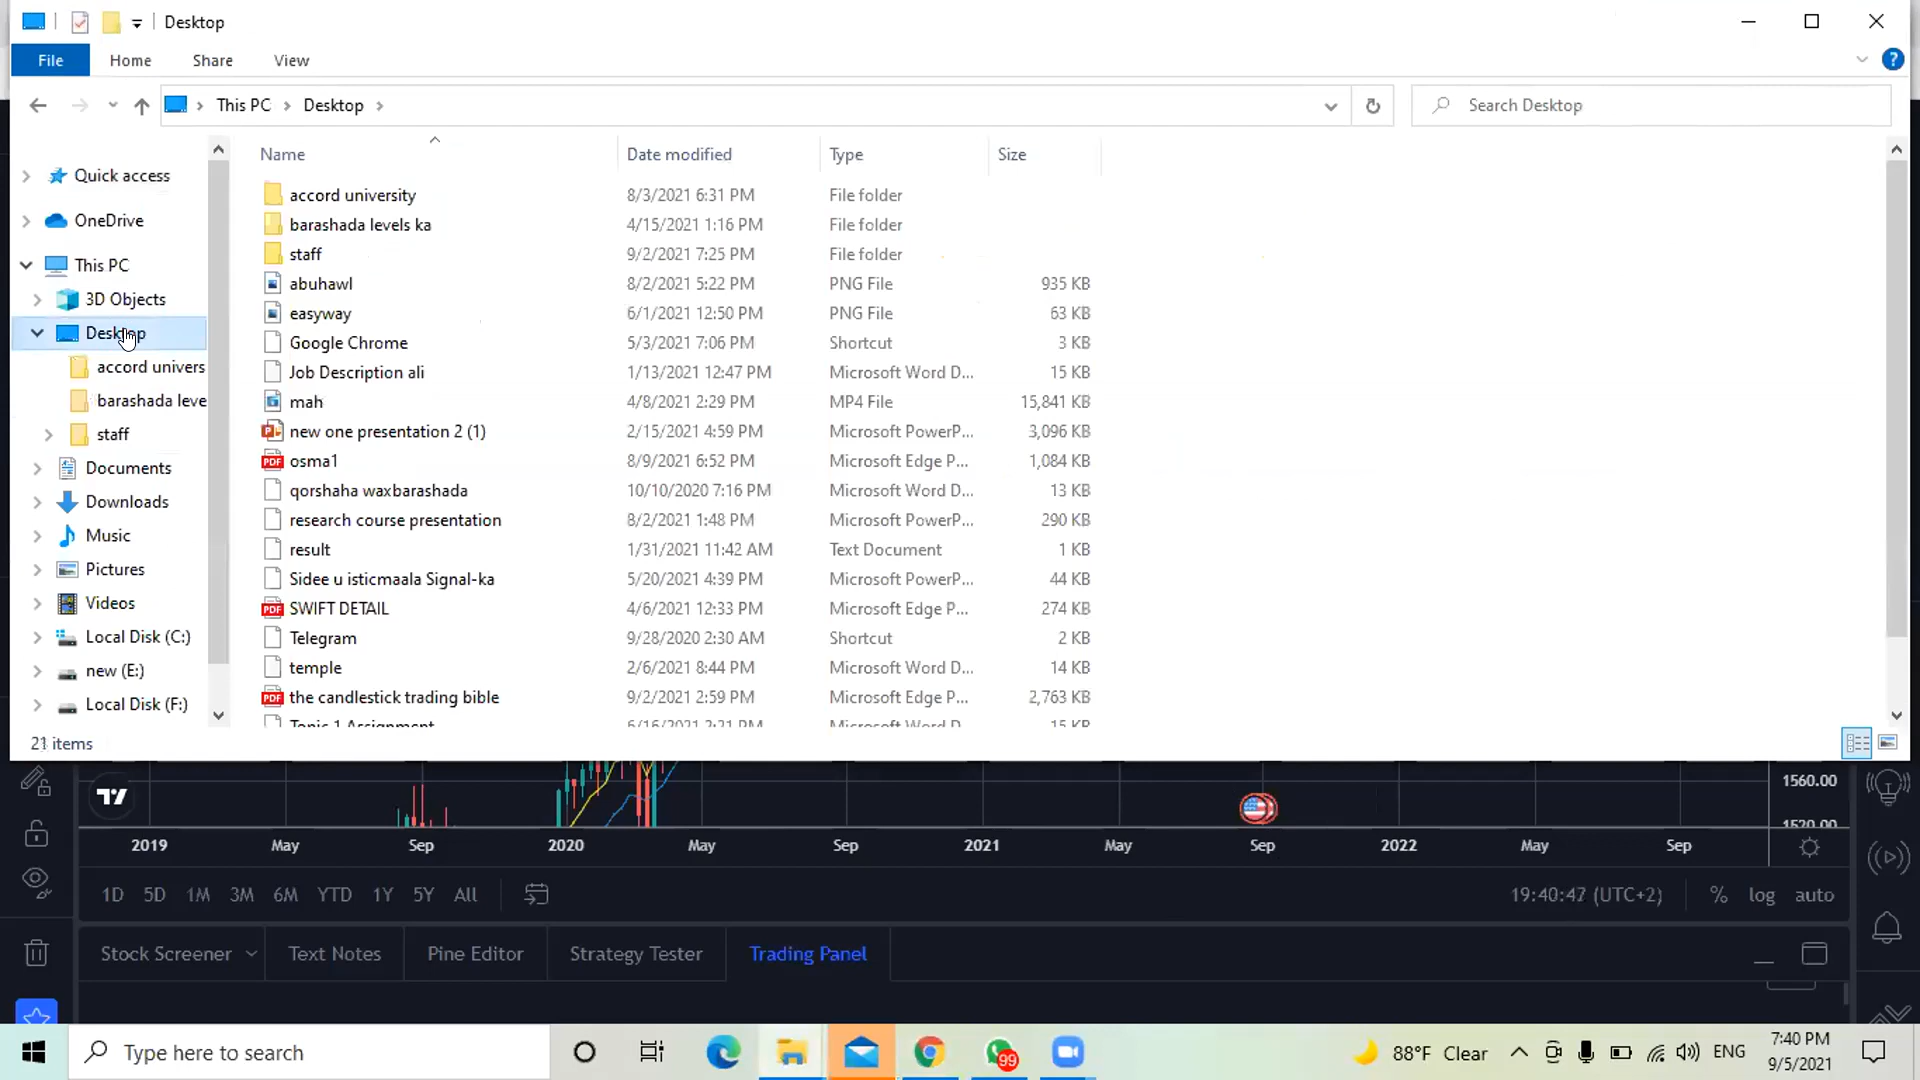 Desktop
File Home Share View
This PC Desktop
Search Desktop
Name Date modified Type Size
Quick access
OneDrive
This PC
3D Objects
Desktop
accord univers
barashada leve
staff
Documents
Downloads
Music
Pictures
Videos
Local Disk (C:)
new (E:)
Local Disk (F:)
accord university 8/3/2021 6:31 PM File folder
barashada levels ka 4/15/2021 1:16 PM File folder
staff 9/2/2021 7:25 PM File folder
abuhawl 8/2/2021 5:22 PM PNG File 935 KB
easyway 6/1/2021 12:50 PM PNG File 63 KB
Google Chrome 5/3/2021 7:06 PM Shortcut 3 KB
Job Description ali 1/13/2021 12:47 PM Microsoft Word D... 15 KB
mah 4/8/2021 2:29 PM MP4 File 15,841 KB
new one presentation 2 (1) 2/15/2021 4:59 PM Microsoft PowerP... 3,096 KB
osma1 8/9/2021 6:52 PM Microsoft Edge P... 1,084 KB
qorshaha waxbarashada 10/10/2020 7:16 PM Microsoft Word D... 13 KB
research course presentation 8/2/2021 1:48 PM Microsoft PowerP... 290 KB
result 1/31/2021 11:42 AM Text Document 1 KB
Sidee u isticmaala Signal-ka 5/20/2021 4:39 PM Microsoft PowerP... 44 KB
SWIFT DETAIL 4/6/2021 12:33 PM Microsoft Edge P... 274 KB
Telegram 9/28/2020 2:30 AM Shortcut 2 KB
temple 2/6/2021 8:44 PM Microsoft Word D... 14 KB
the candlestick trading bible 9/2/2021 2:59 PM Microsoft Edge P... 2,763 KB
Topic 1 Assignment 6/16/2021 2:21 PM Microsoft Word D... 15 KB
21 items
1560.00
1520.00
2019 May Sep 2020 May Sep 2021 May Sep 2022 May Sep
1D 5D 1M 3M 6M YTD 1Y 5Y All 19:40:47 (UTC+2) % log auto
Stock Screener Text Notes Pine Editor Strategy Tester Trading Panel
Type here to search
99
88°F Clear
ENG
7:40 PM
9/5/2021